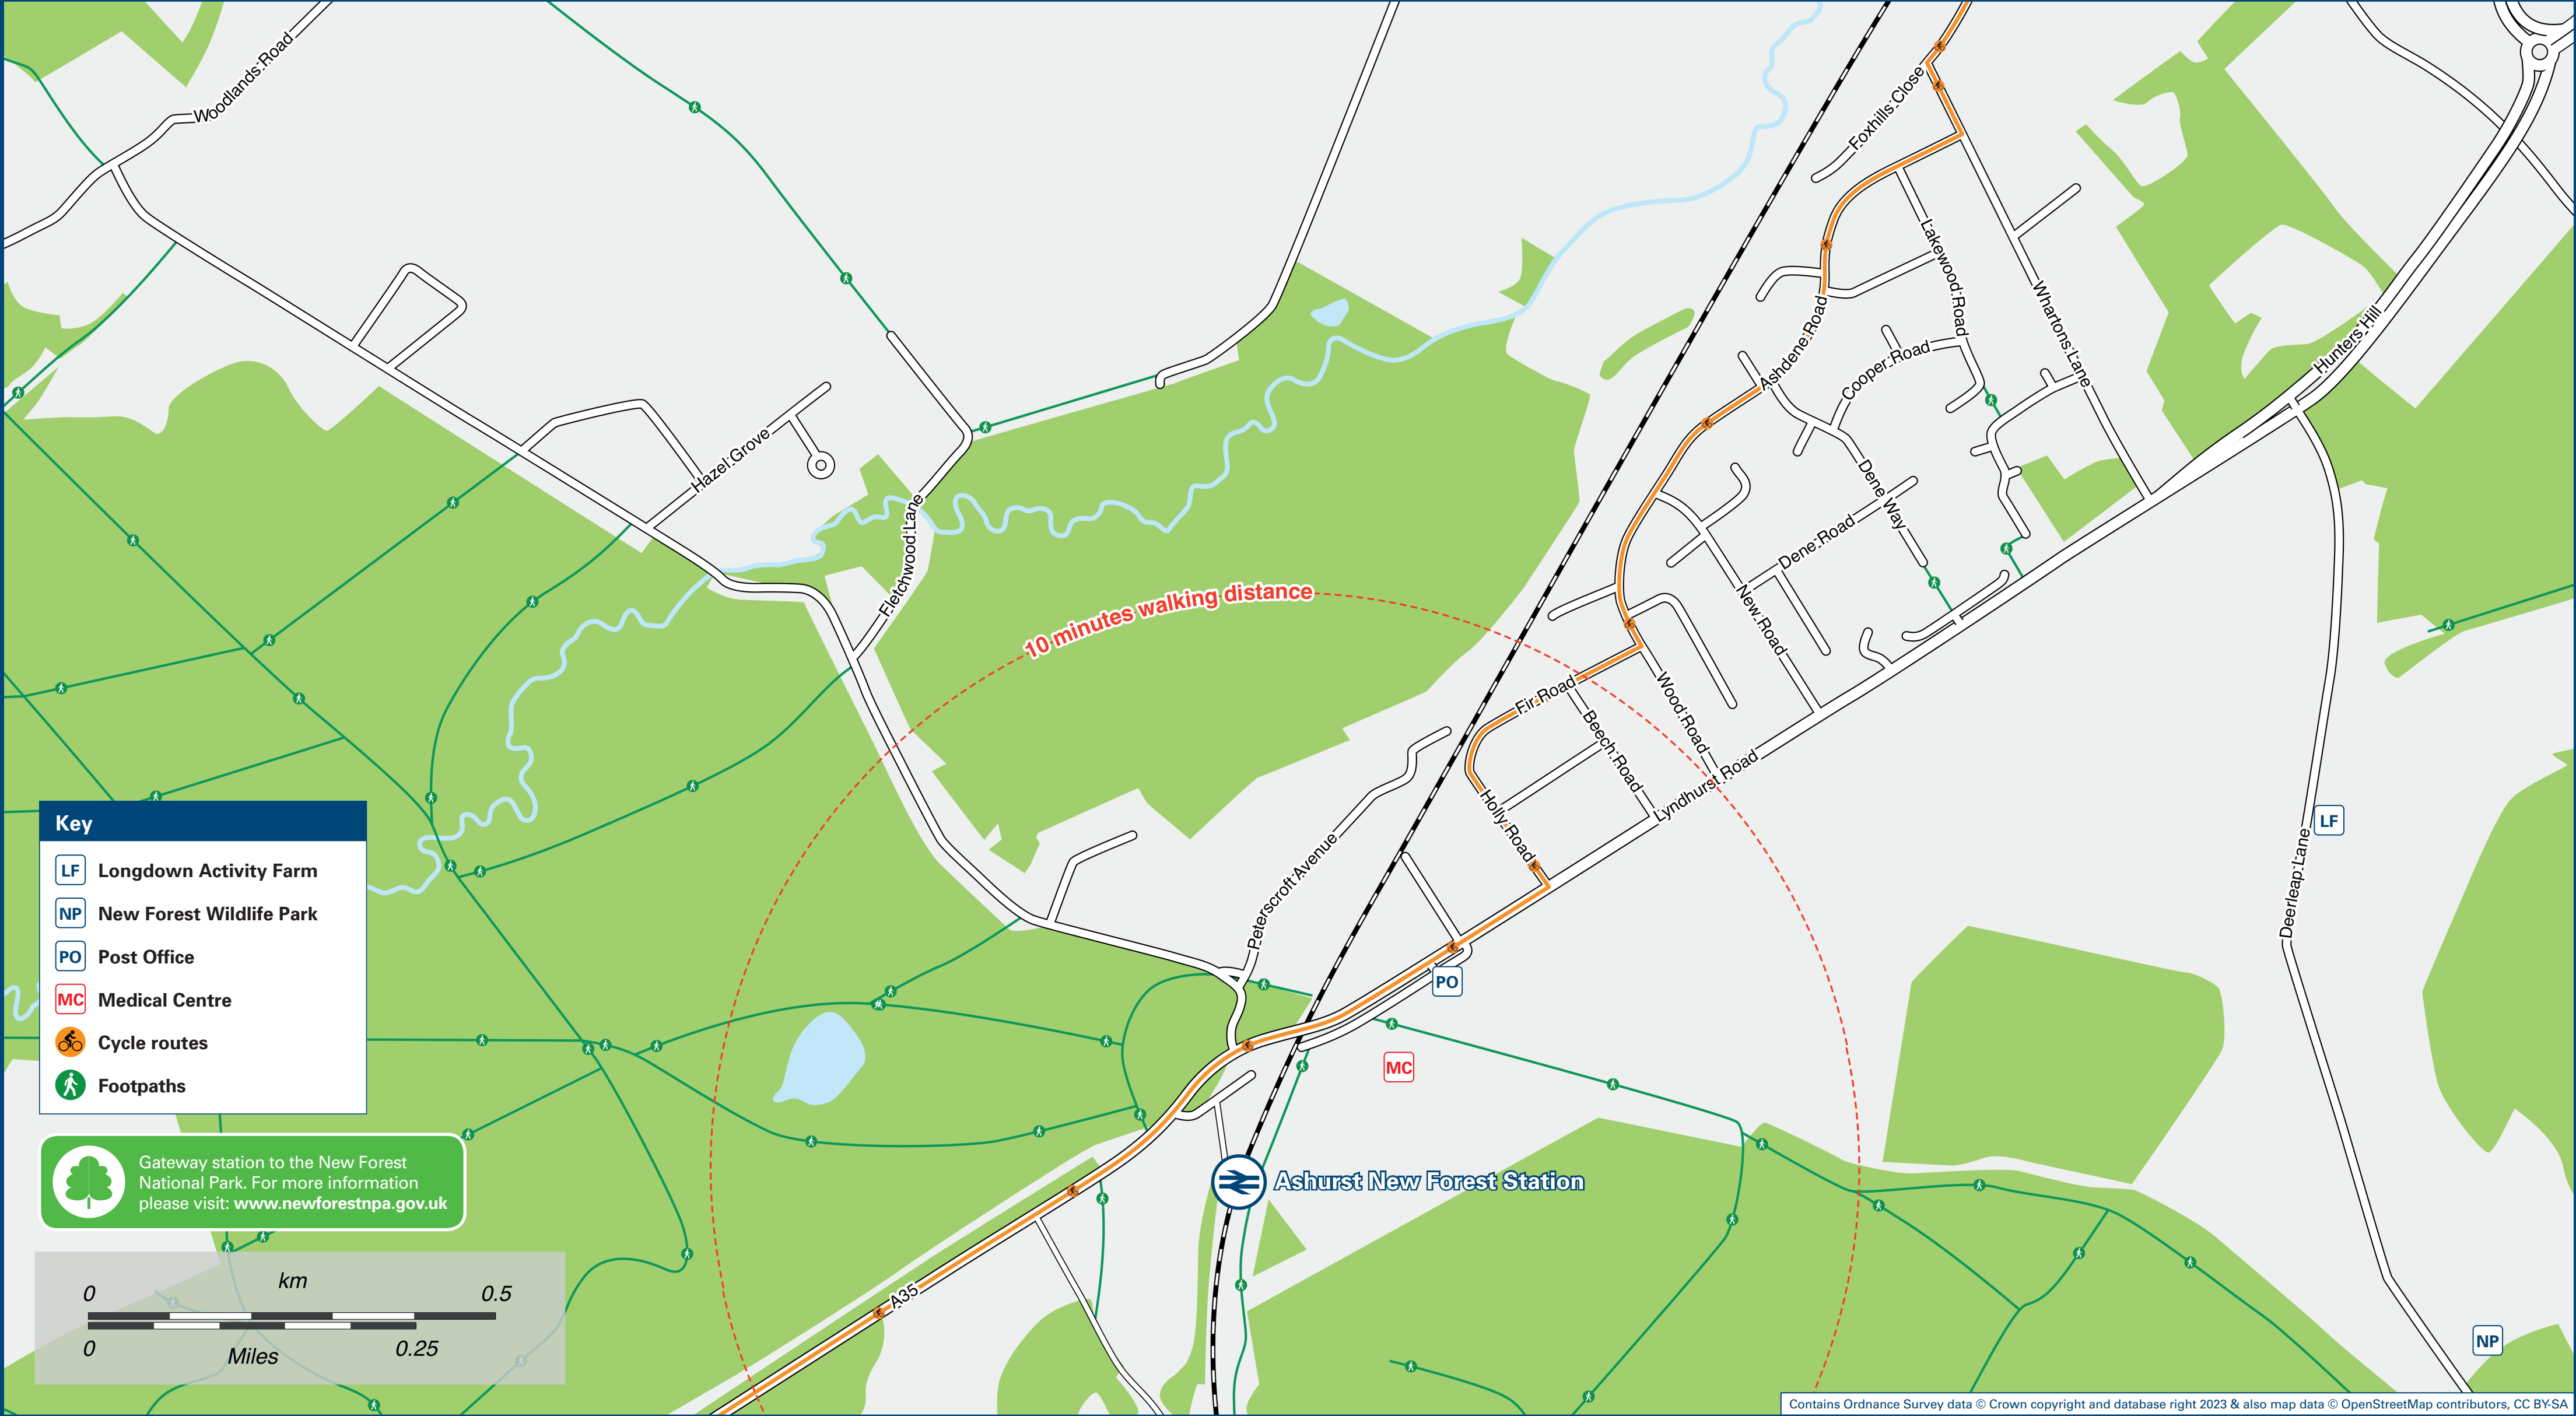 Woodlands Road
Foxhills Close
Lakewood Road
Whartons Lane
Hunters Hill
Ashdene Road
Cooper Road
Hazel Grove
Dene Way
Fletchwood Lane
Dene Road
10 minutes walking distance
New Road
Fir Road
Wood Road
Beech Road
Lyndhurst Road
Holly Road
Peterscroft Avenue
Deerleap Lane
LF
PO
MC
Ashurst New Forest Station
A35
NP
Key
LF Longdown Activity Farm
NP New Forest Wildlife Park
PO Post Office
MC Medical Centre
Cycle routes
Footpaths
Gateway station to the New Forest
National Park. For more information
please visit: www.newforestnpa.gov.uk
km
0 0.5
0 0.25
Miles
Contains Ordnance Survey data © Crown copyright and database right 2023 & also map data © OpenStreetMap contributors, CC BY-SA